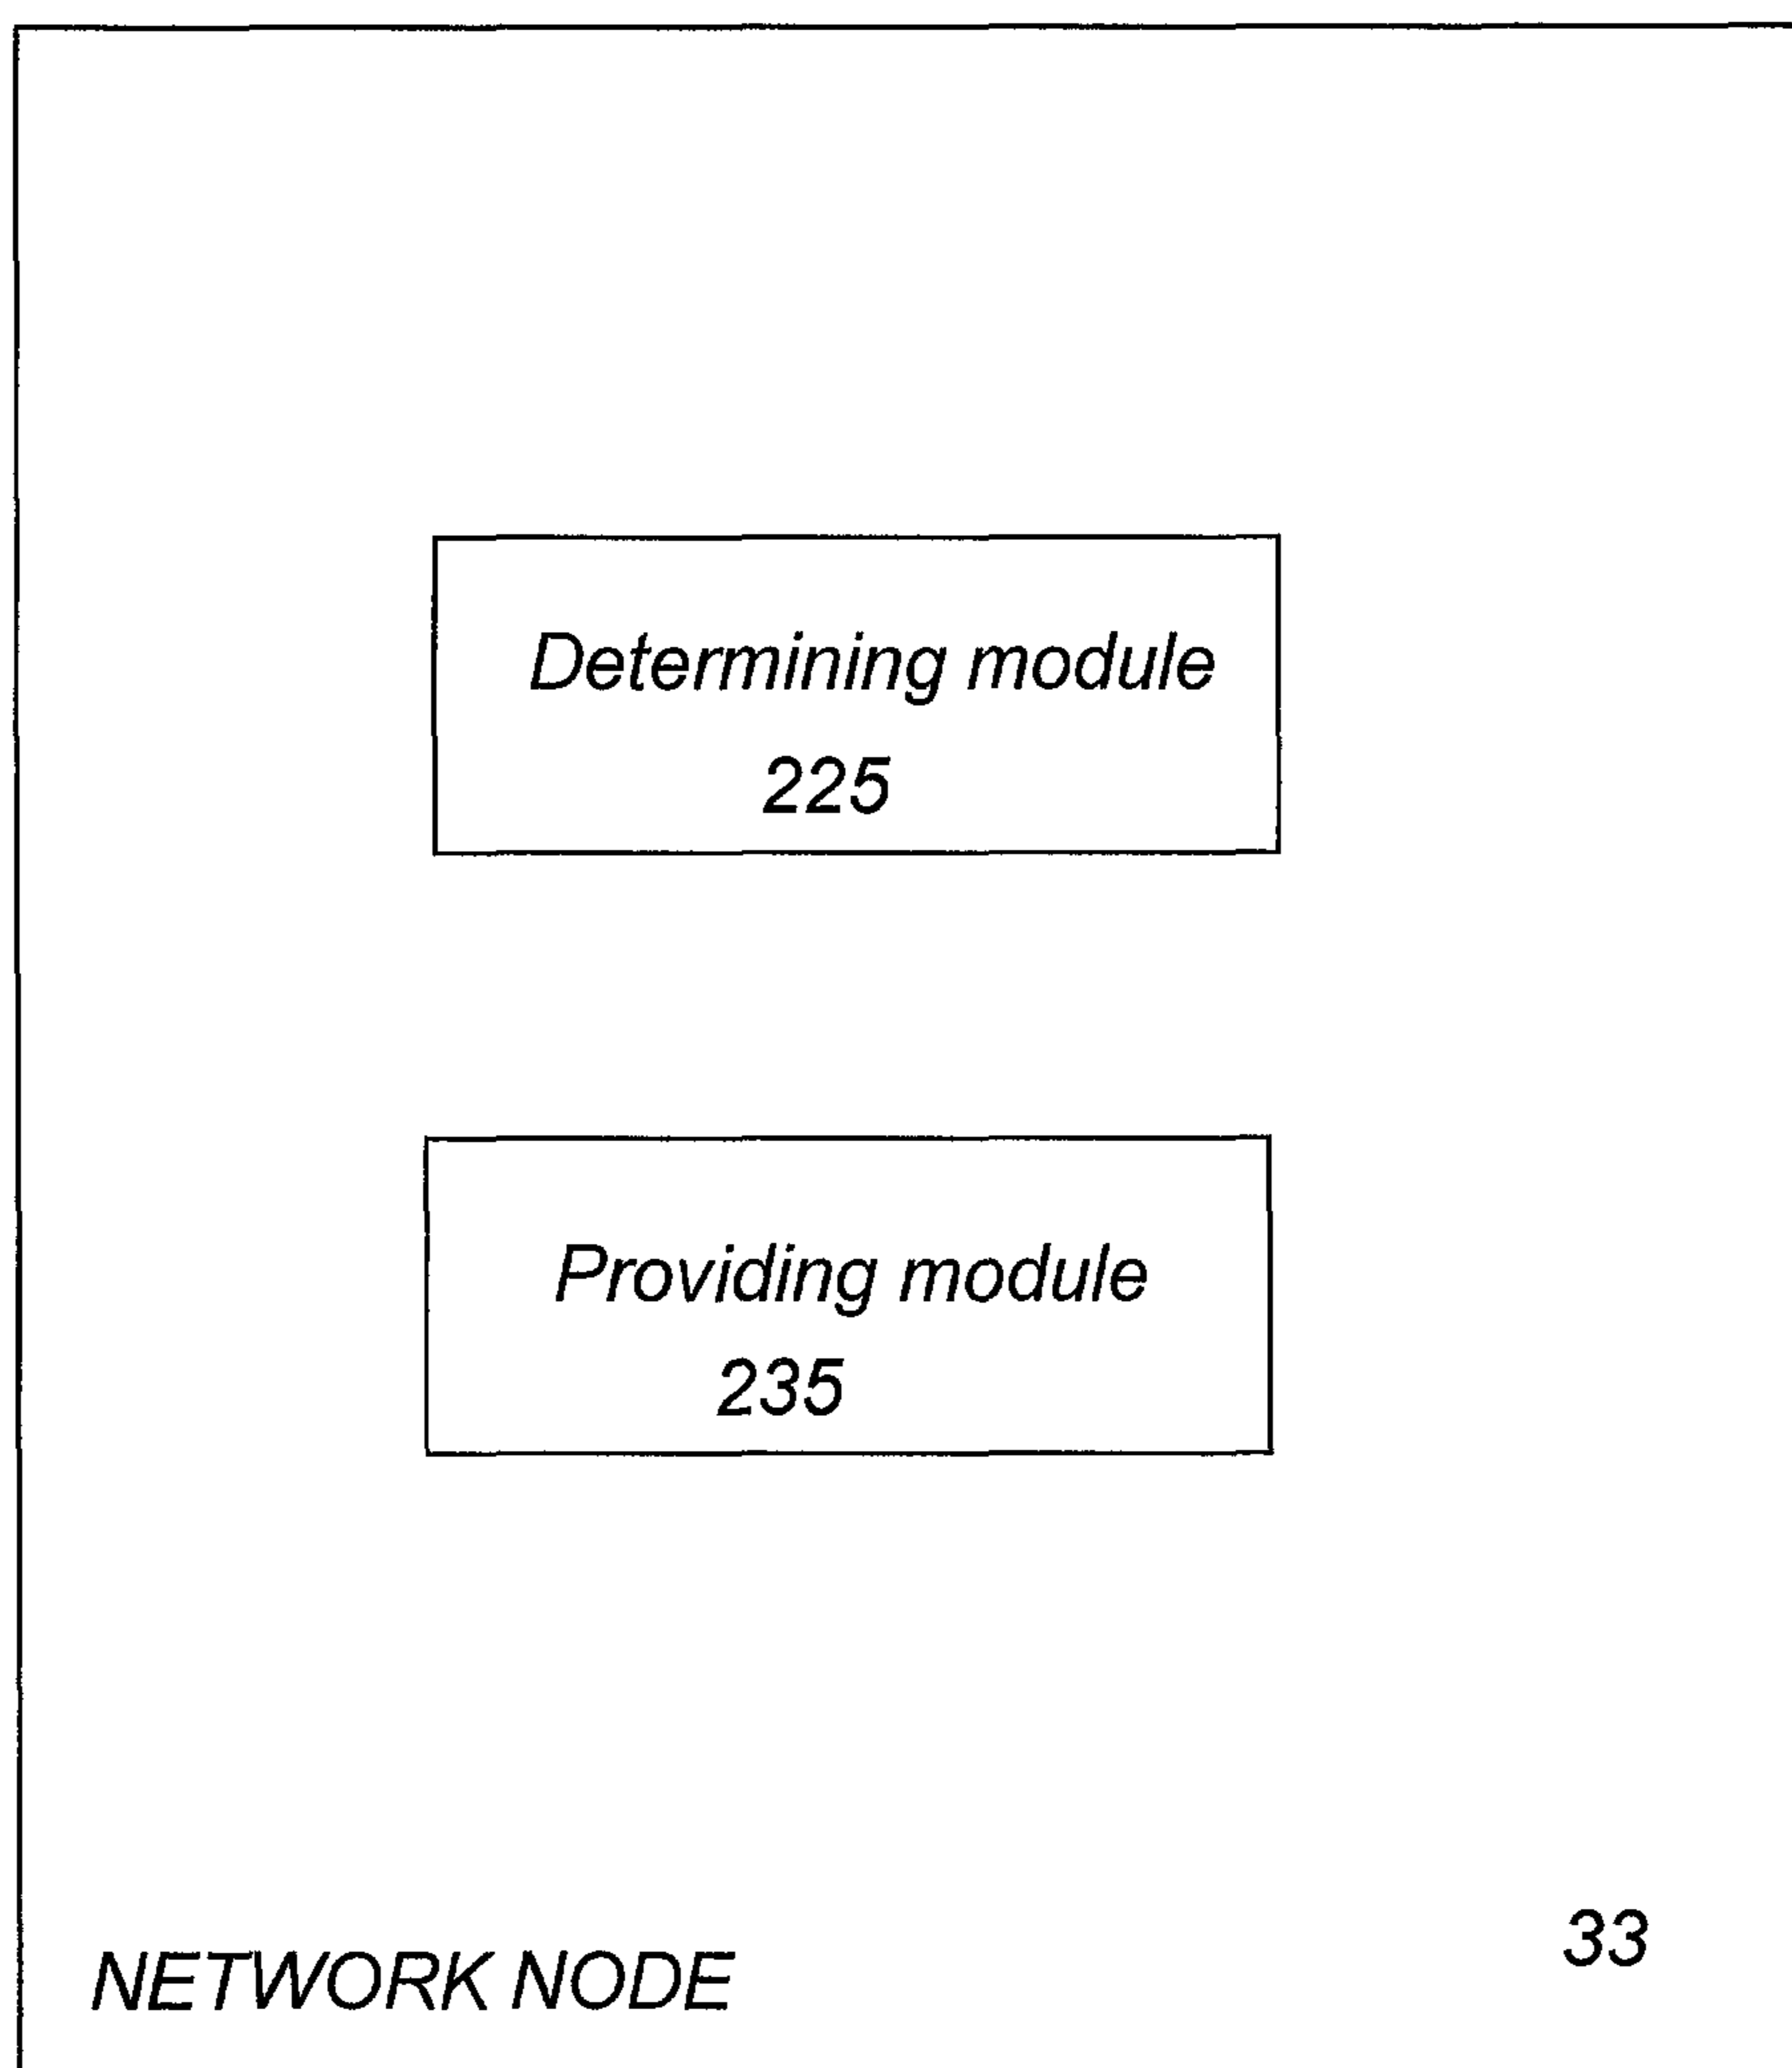 Determining module
225
Providing module
235
33
NETWORK NODE